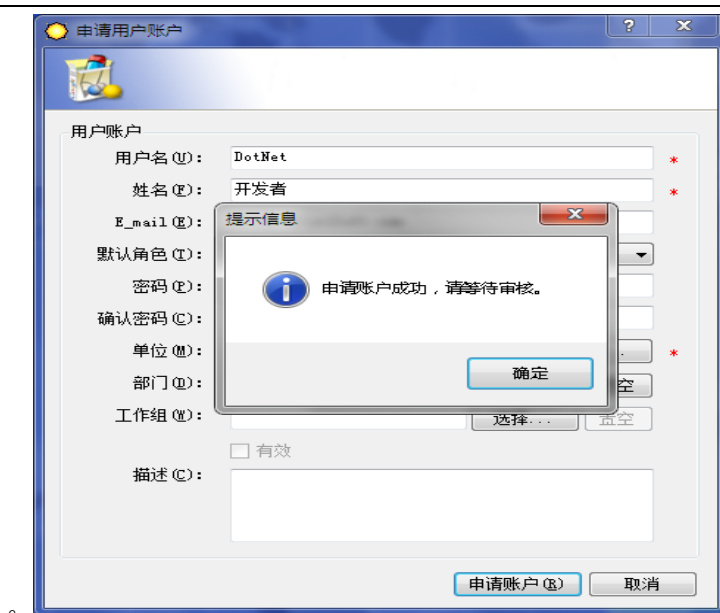 申请用户账户
用户账户
用户名(U)： DotNet *
姓名(F)： 开发者 *
E_mail(E)：
提示信息
默认角色(T)：
申请账户成功，请等待审核。
密码(P)：
确认密码(C)：
单位(M)： *
确定
部门(D)： 空
工作组(W)： 选择... 置空
有效
描述(C)：
申请账户(R) 取消
。